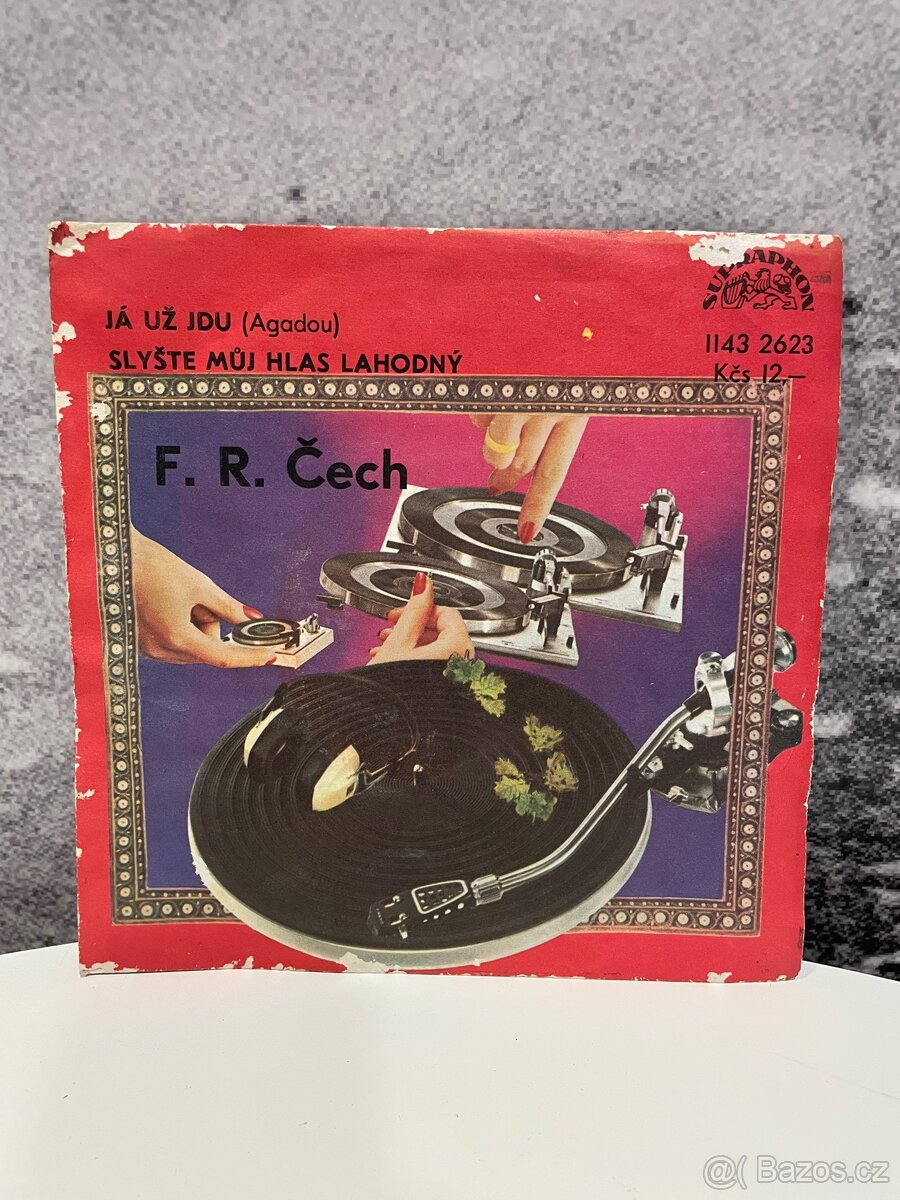 JÁ UŽ JDU (Agadou)
SLYŠTE MŮJ HLAS LAHODNÝ
SUPRAPHON
1143 2623
Kčs 12,—
F. R. Čech
@( Bazos.cz